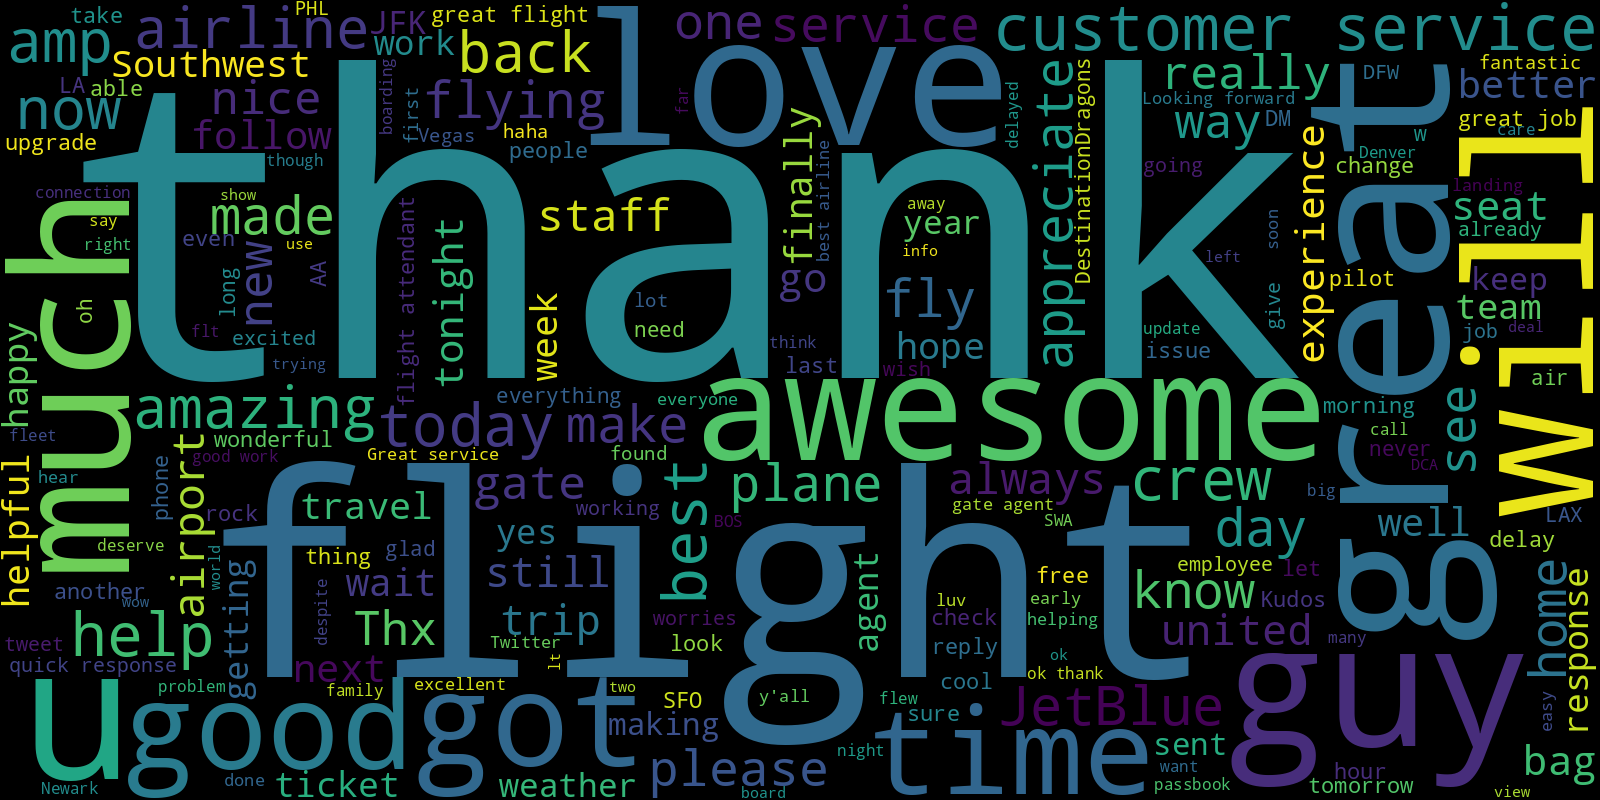 take
PHL
great flight
love
one
service
customer service
amp
airline
JFK
work
back
Southwest
really
DFW
fantastic
better
LA
able
now
nice
flying
boarding
first
far
delayed
DestinationDragons
Looking forward
way
DM
great job
care
upgrade
follow
though
Vegas
haha
people
finally
best airline
appreciate
going
W
Denver
change
experience
great
will
thank
connection
show
say
made
right
even
use
new
long
AA
flight attendant
tonight
staff
away
year
info
go
soon
left
landing
seat
already
pilot
keep
much
oh
flt
excited
trying
week
lot
need
fly
hope
think
last
wish
give
update
issue
team
job
deal
air
happy
amazing
everything
everyone
awesome
morning
see
call
never
DCA
fleet
wonderful
today
make
helpful
hear
good work
Great service
found
airport
phone
rock
travel
gate
working
best
BOS
plane
always
gate agent
SWA
crew
big
day
well
LAX
delay
deserve
world
thing
glad
yes
still
flight
wait
another
wow
getting
despite
agent
free
employee
let
luv
early
know
Kudos
home
response
help
Thx
trip
worries
check
helping
united
many
tweet
quick response
Twitter
look
reply
ok
next
lt
ok thank
problem
family
excellent
two
SFO
y'all
flew
cool
JetBlue
guy
u
good
got
making
sure
time
sent
easy
Newark
done
ticket
weather
please
board
night
want
passbook
hour
tomorrow
bag
view